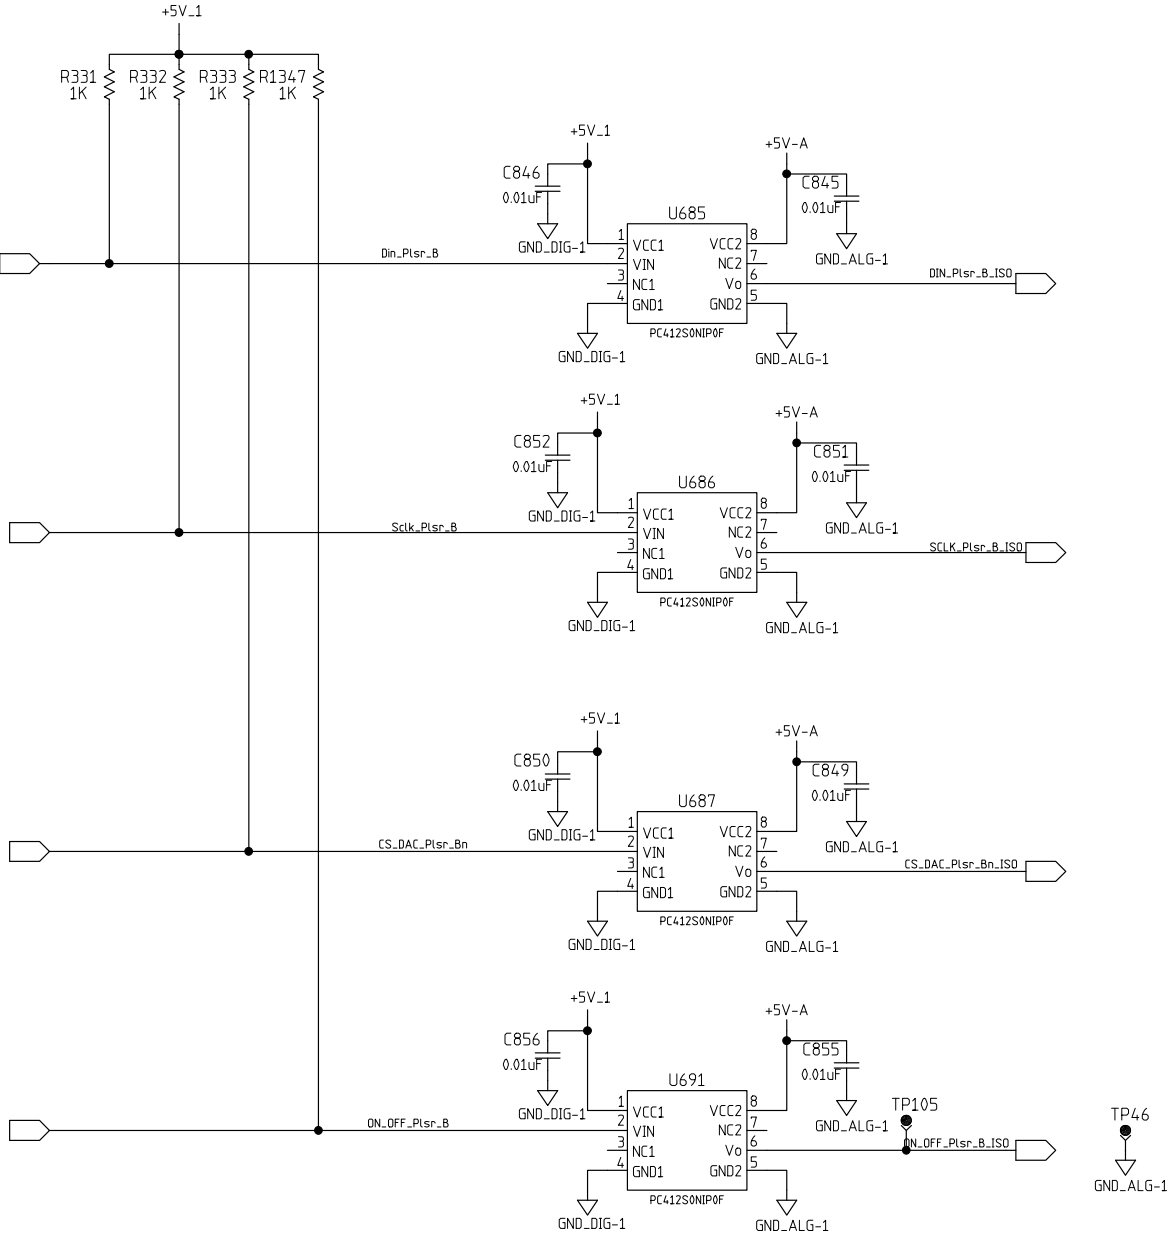 +5V_1
R331 1K
R332 1K
R333 1K
R1347 1K
+5V_1
+5V-A
C846
0.01uF
C845
0.01uF
GND_DIG-1
GND_ALG-1
U685
1 VCC1 VCC2 8
2 VIN NC2 7
3 NC1 Vo 6
4 GND1 GND2 5
Din_Plsr_B
DIN_Plsr_B_ISO
PC412S0NIP0F
GND_DIG-1
GND_ALG-1
+5V_1
+5V-A
C852
0.01uF
C851
0.01uF
GND_DIG-1
GND_ALG-1
U686
1 VCC1 VCC2 8
2 VIN NC2 7
3 NC1 Vo 6
4 GND1 GND2 5
Sclk_Plsr_B
SCLK_Plsr_B_ISO
PC412S0NIP0F
GND_DIG-1
GND_ALG-1
+5V_1
+5V-A
C850
0.01uF
C849
0.01uF
GND_DIG-1
GND_ALG-1
U687
1 VCC1 VCC2 8
2 VIN NC2 7
3 NC1 Vo 6
4 GND1 GND2 5
CS_DAC_Plsr_Bn
CS_DAC_Plsr_Bn_ISO
PC412S0NIP0F
GND_DIG-1
GND_ALG-1
+5V_1
+5V-A
C856
0.01uF
C855
0.01uF
GND_DIG-1
GND_ALG-1
U691
1 VCC1 VCC2 8
2 VIN NC2 7
3 NC1 Vo 6
4 GND1 GND2 5
ON_OFF_Plsr_B
TP105
ON_OFF_Plsr_B_ISO
TP46
GND_ALG-1
PC412S0NIP0F
GND_DIG-1
GND_ALG-1